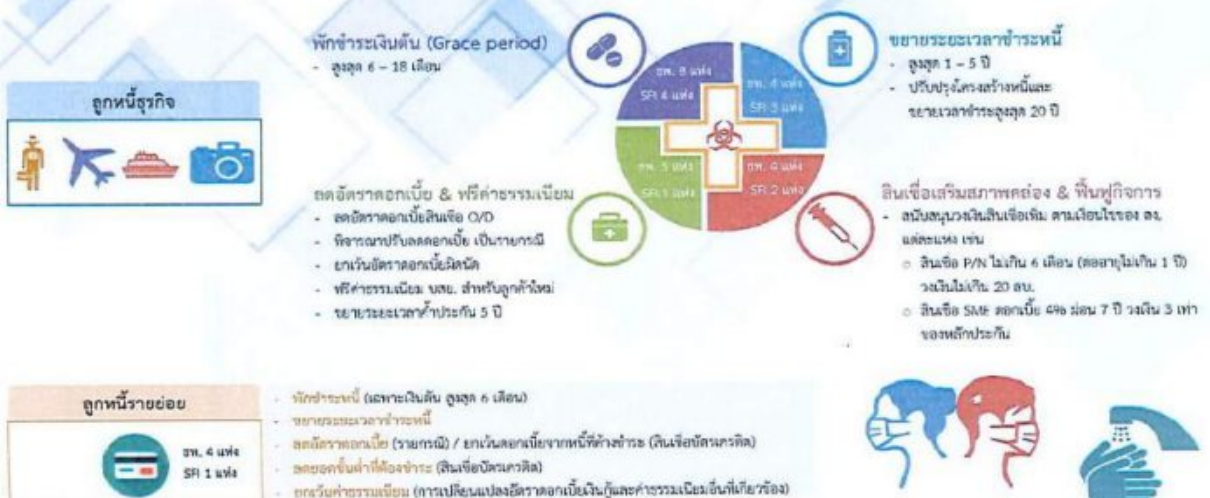 พักชำระเงินต้น (Grace period)
- สูงสุด 6 – 18 เดือน
ธพ. 8 แห่ง
SFI 4 แห่ง
ธพ. 4 แห่ง
SFI 3 แห่ง
ขยายระยะเวลาชำระหนี้
- สูงสุด 1 – 5 ปี
- ปรับปรุงโครงสร้างหนี้และ
ขยายเวลาชำระสูงสุด 20 ปี
ลูกหนี้ธุรกิจ
ลดอัตราดอกเบี้ย & ฟรีค่าธรรมเนียม
- ลดอัตราดอกเบี้ยสินเชื่อ O/D
- พิจารณาปรับลดดอกเบี้ย เป็นรายกรณี
- ยกเว้นอัตราดอกเบี้ยผิดนัด
- ฟรีค่าธรรมเนียม บสย. สำหรับลูกค้าใหม่
- ขยายระยะเวลาค้ำประกัน 5 ปี
ธพ. 5 แห่ง
SFI 1 แห่ง
ธพ. 4 แห่ง
SFI 2 แห่ง
สินเชื่อเสริมสภาพคล่อง & ฟื้นฟูกิจการ
- สนับสนุนวงเงินสินเชื่อเพิ่ม ตามเงื่อนไขของ สง.
แต่ละแห่ง เช่น
○ สินเชื่อ P/N ไม่เกิน 6 เดือน (ต่ออายุไม่เกิน 1 ปี)
วงเงินไม่เกิน 20 ลบ.
○ สินเชื่อ SME ดอกเบี้ย 4% ผ่อน 7 ปี วงเงิน 3 เท่า
ของหลักประกัน
ลูกหนี้รายย่อย
ธพ. 4 แห่ง
SFI 1 แห่ง
- พักชำระหนี้ (เฉพาะเงินต้น สูงสุด 6 เดือน)
- ขยายระยะเวลาชำระหนี้
- ลดอัตราดอกเบี้ย (รายกรณี) / ยกเว้นดอกเบี้ยจากหนี้ที่ค้างชำระ (สินเชื่อบัตรเครดิต)
- ลดยอดขั้นต่ำที่ต้องชำระ (สินเชื่อบัตรเครดิต)
- ยกเว้นค่าธรรมเนียม (การเปลี่ยนแปลงอัตราดอกเบี้ยเงินกู้และค่าธรรมเนียมอื่นที่เกี่ยวข้อง)